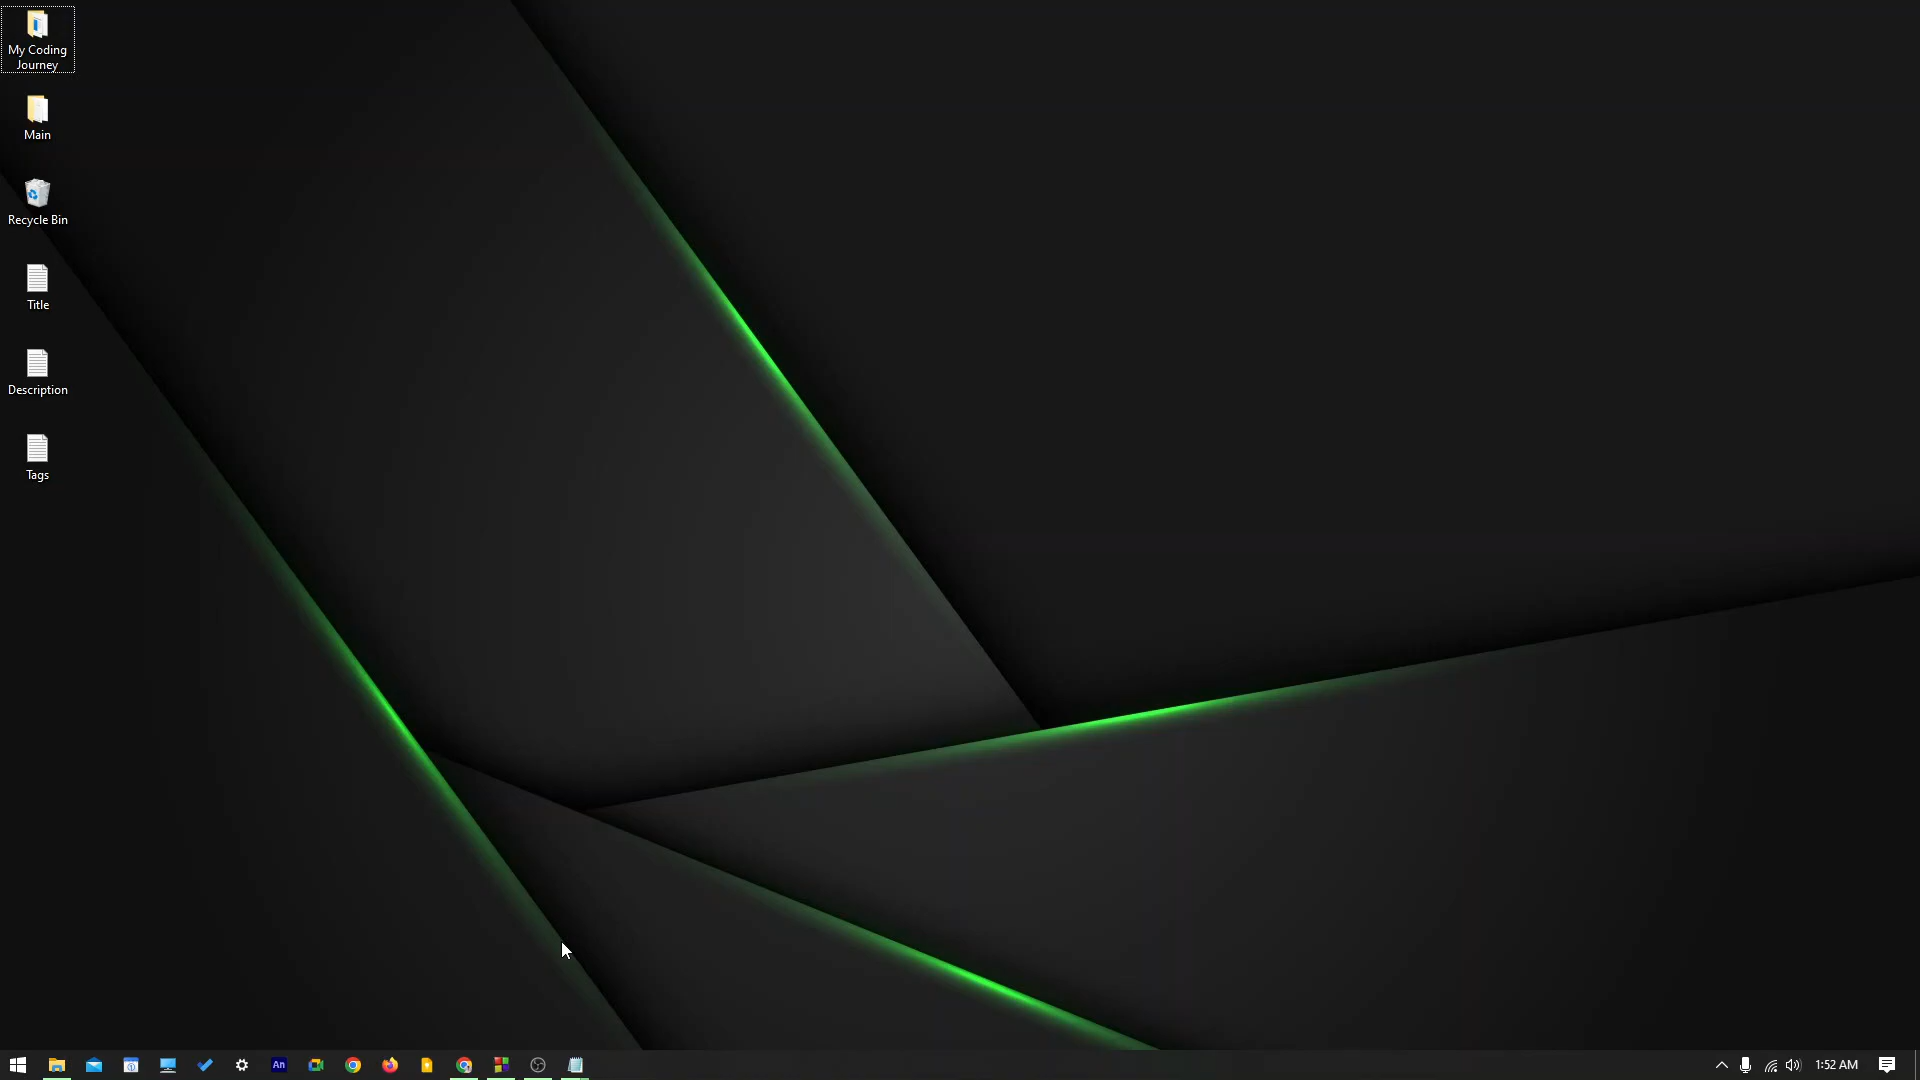 My Coding
Journey
Main
Recycle Bin
Title
Description
Tags
An
1:52 AM